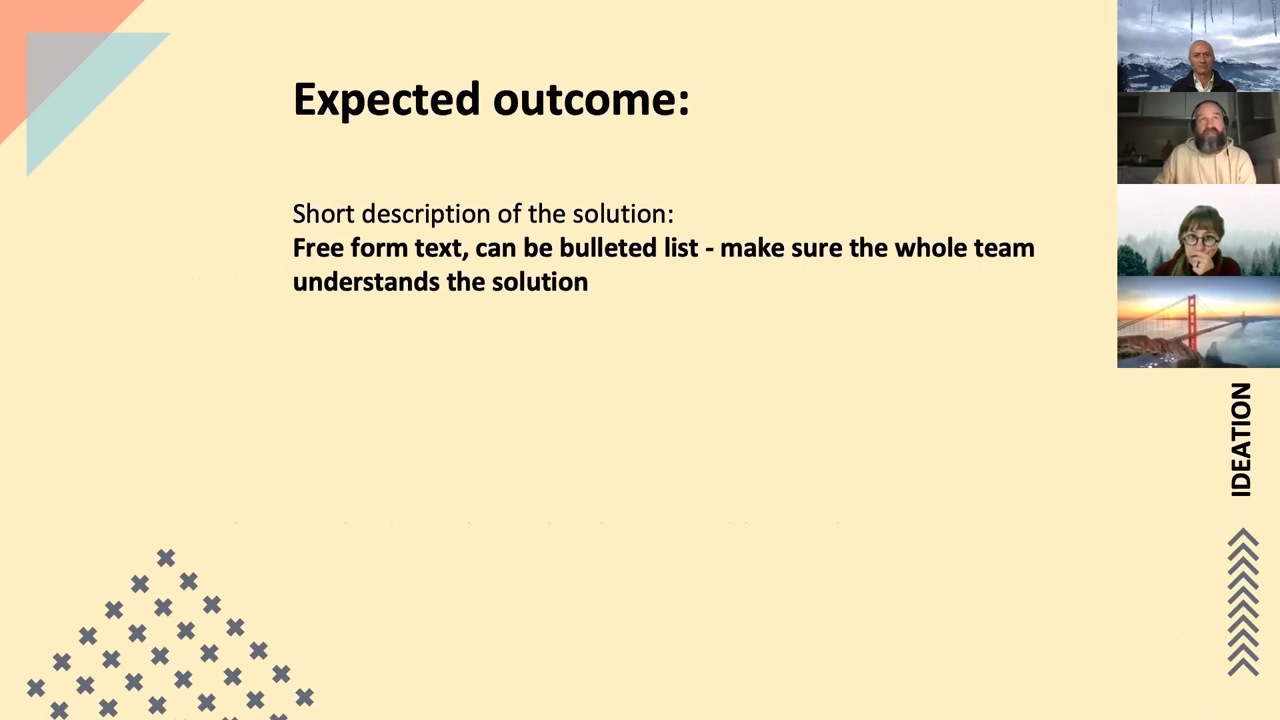 Expected outcome:
Short description of the solution:
Free form text, can be bulleted list - make sure the whole team
understands the solution
IDEATION